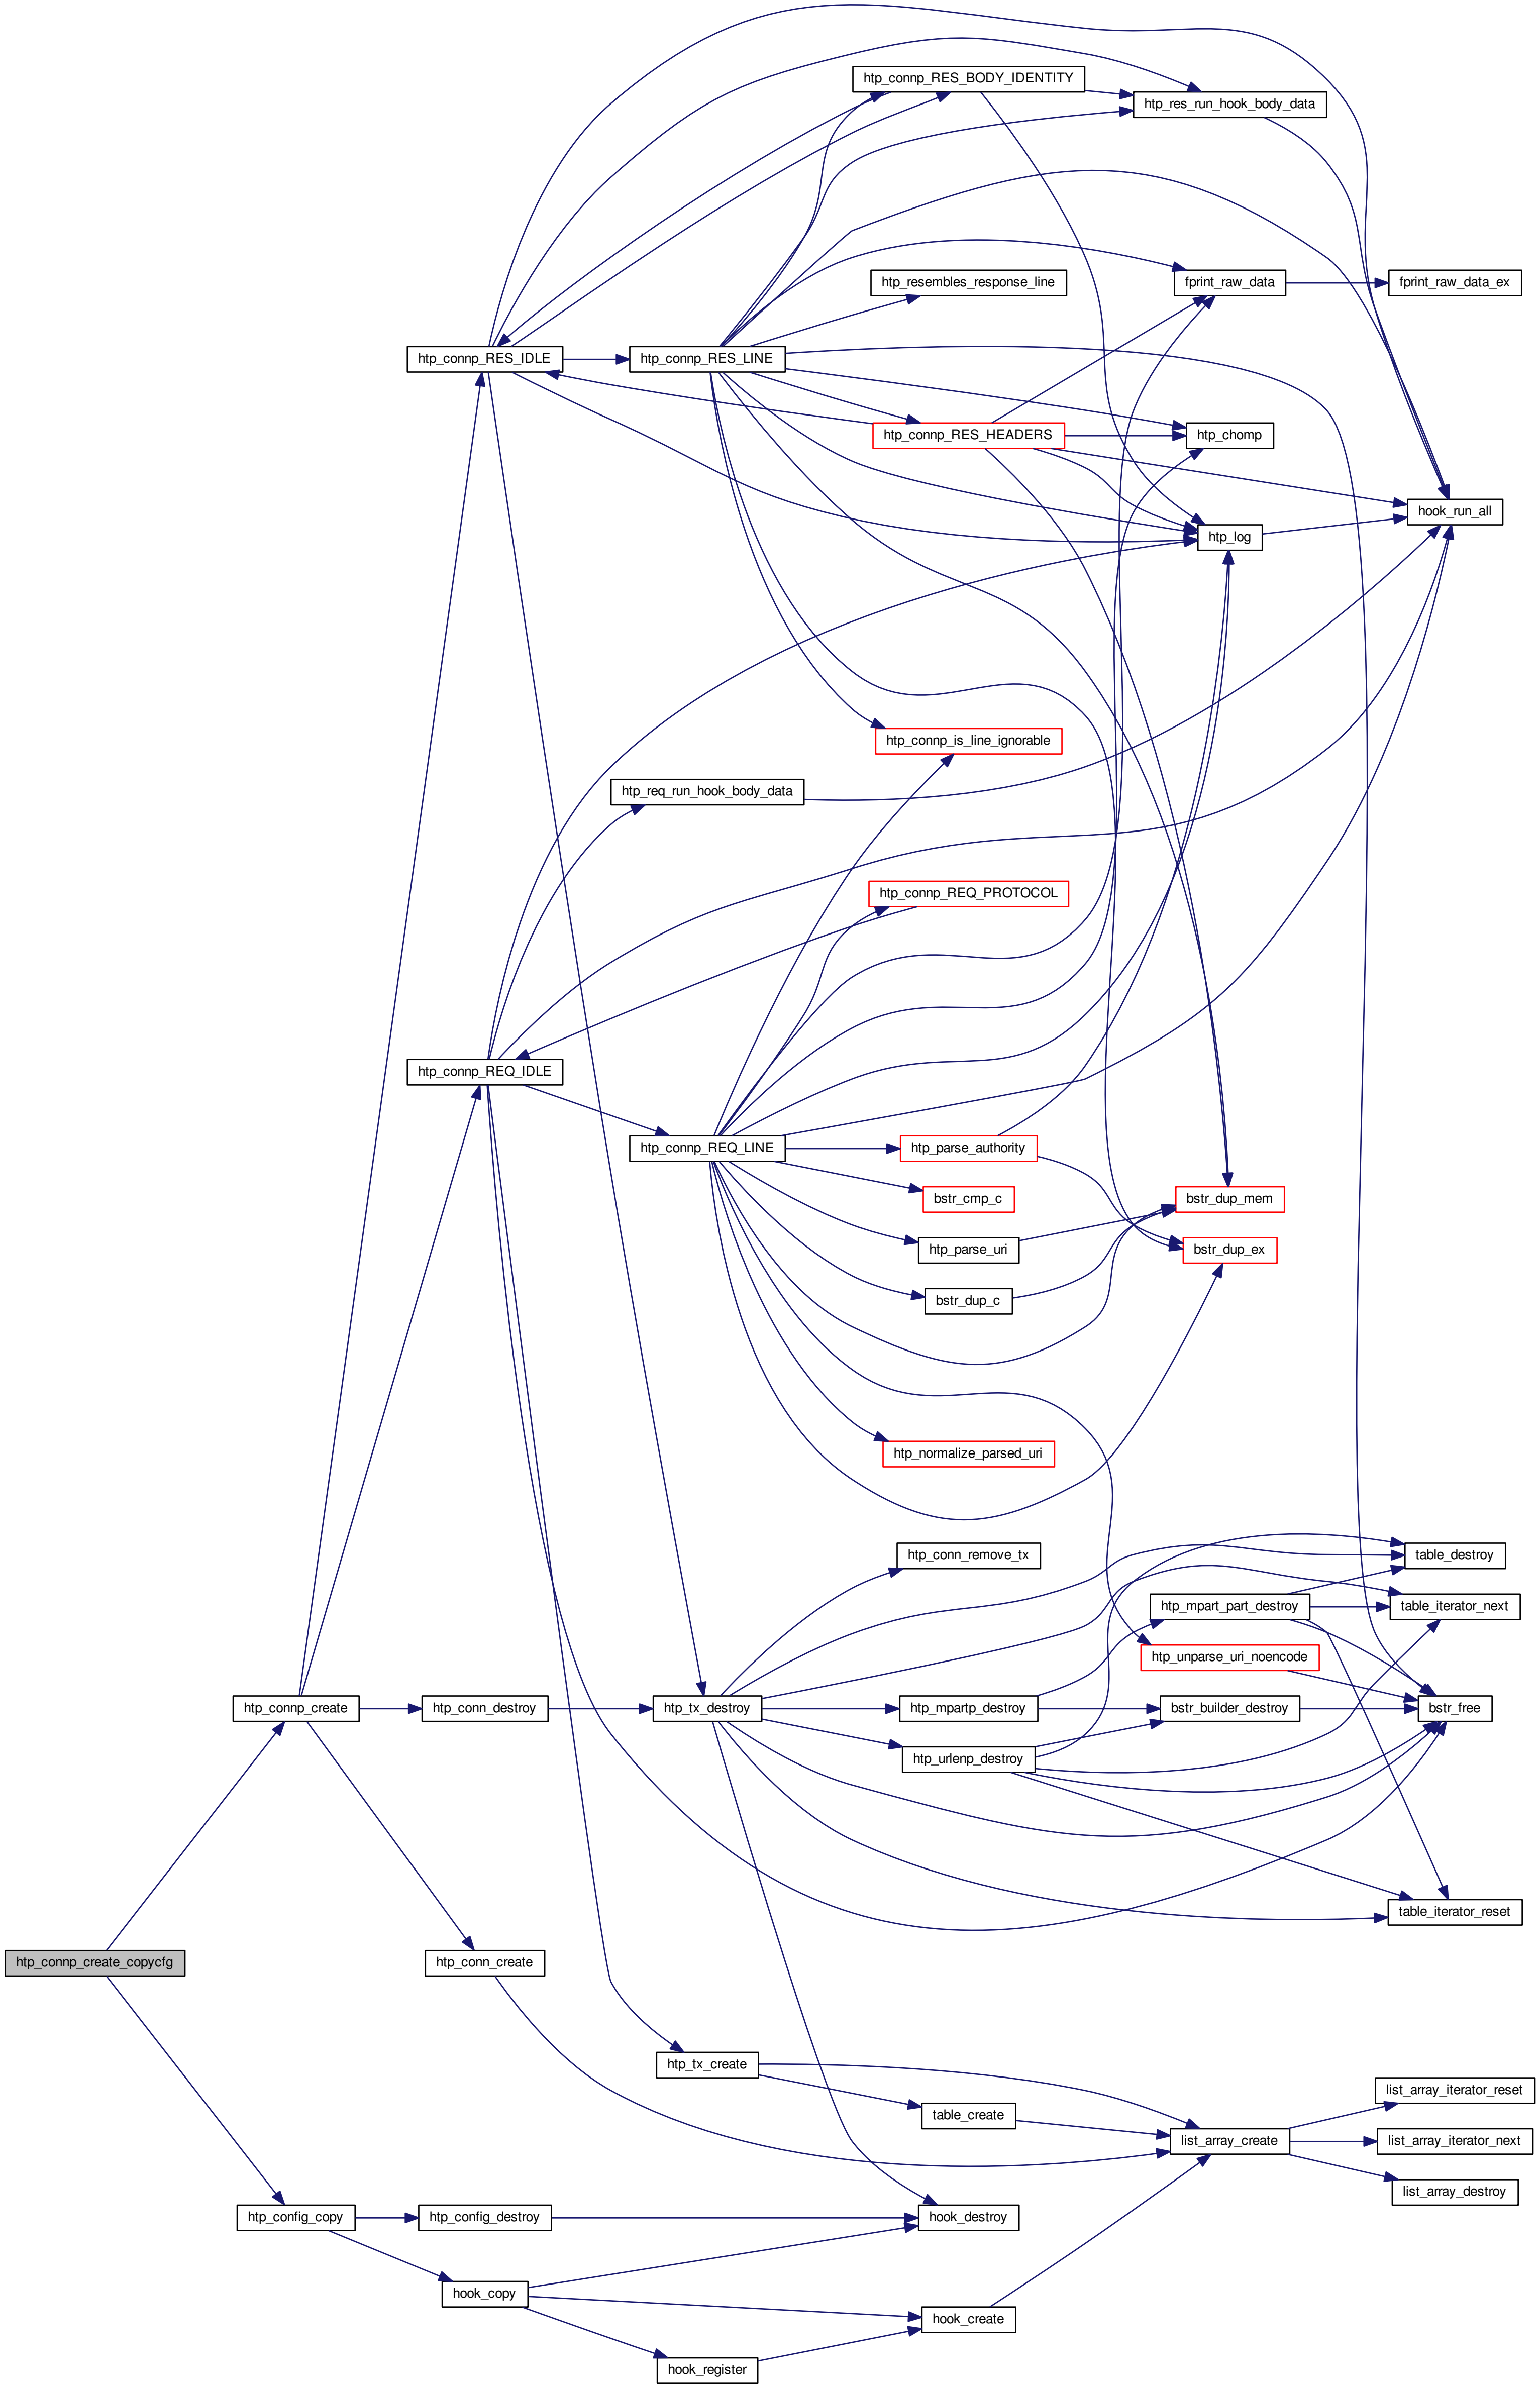 htp_connp_RES_BODY_IDENTITY
htp_res_run_hook_body_data
htp_resembles_response_line
fprint_raw_data
fprint_raw_data_ex
htp_connp_RES_IDLE
htp_connp_RES_LINE
htp_connp_RES_HEADERS
htp_chomp
hook_run_all
htp_log
htp_connp_is_line_ignorable
htp_req_run_hook_body_data
htp_connp_REQ_PROTOCOL
htp_connp_REQ_IDLE
htp_connp_REQ_LINE
htp_parse_authority
bstr_cmp_c
bstr_dup_mem
htp_parse_uri
bstr_dup_ex
bstr_dup_c
htp_normalize_parsed_uri
htp_conn_remove_tx
table_destroy
htp_mpart_part_destroy
table_iterator_next
htp_unparse_uri_noencode
htp_connp_create
htp_conn_destroy
htp_tx_destroy
htp_mpartp_destroy
bstr_builder_destroy
bstr_free
htp_urlenp_destroy
table_iterator_reset
htp_connp_create_copycfg
htp_conn_create
htp_tx_create
list_array_iterator_reset
table_create
list_array_create
list_array_iterator_next
list_array_destroy
htp_config_copy
htp_config_destroy
hook_destroy
hook_copy
hook_create
hook_register